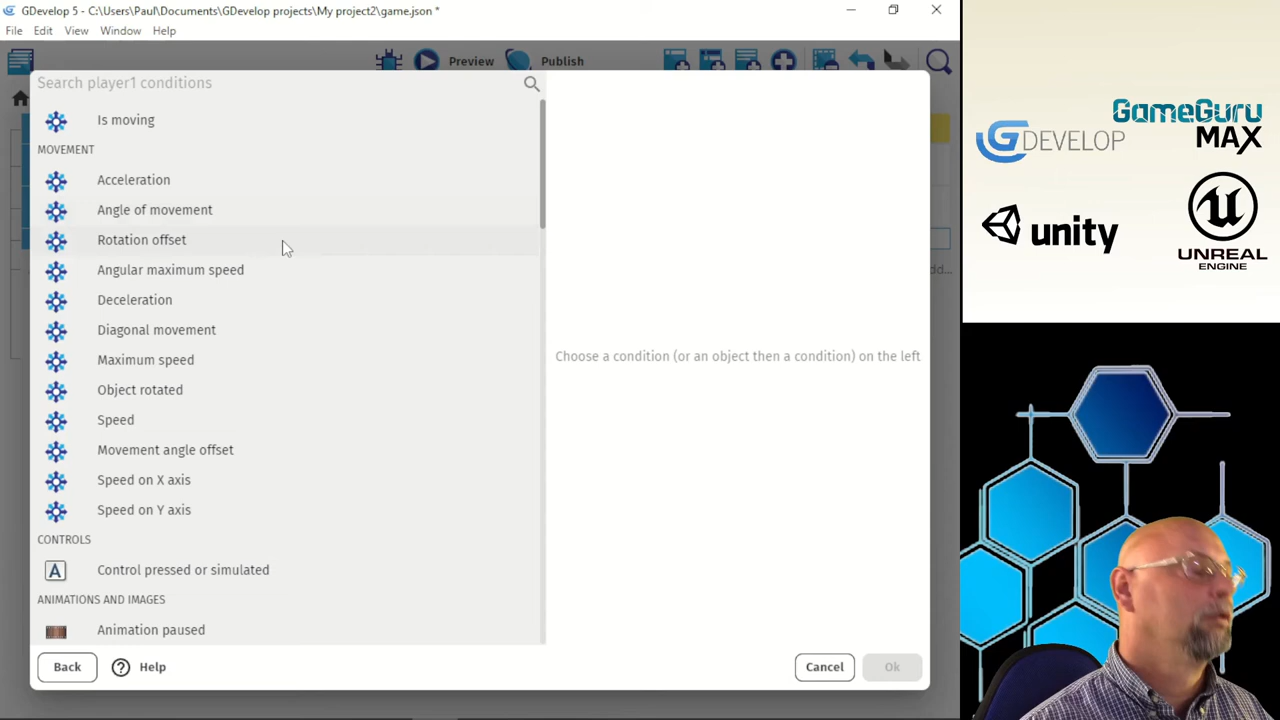 GDevelop 5 - C:\Users\Paul\Documents\GDevelop projects\My project2\game.json *
File Edit View Window Help
Preview Publish
Search player1 conditions
Is moving
MOVEMENT
Acceleration
Angle of movement
Rotation offset
Angular maximum speed
Deceleration
Diagonal movement
Maximum speed
Object rotated
Speed
Movement angle offset
Speed on X axis
Speed on Y axis
CONTROLS
A Control pressed or simulated
ANIMATIONS AND IMAGES
Animation paused
Choose a condition (or an object then a condition) on the left
dd...
Back ? Help Cancel Ok
GameGuru
MAX
GDEVELOP
unity
UNREAL
ENGINE